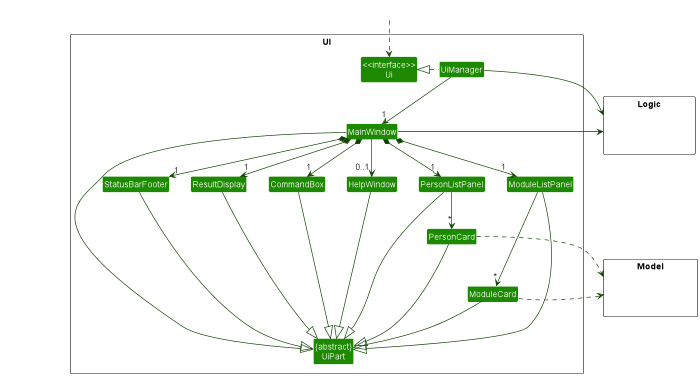 UI
<<interface>>
Ui
UiManager
Logic
1
MainWindow
1
1
1
0..1
1
1
StatusBarFooter
ResultDisplay
CommandBox
HelpWindow
PersonListPanel
ModuleListPanel
*
PersonCard
Model
*
ModuleCard
{abstract}
UiPart